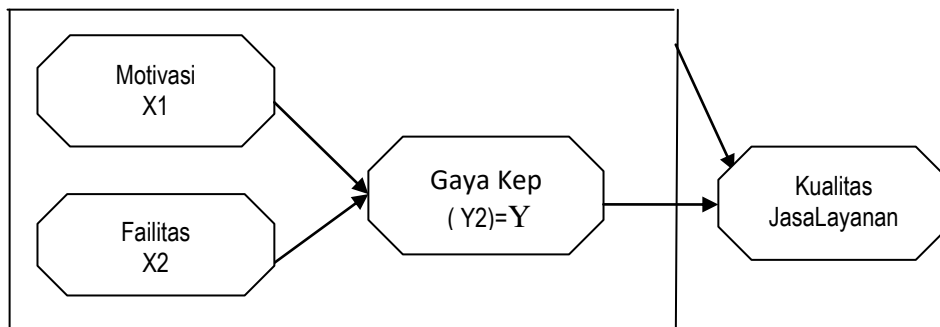 Motivasi
X1
Failitas
X2
Gaya Kep
( Y2)=Y
Kualitas
JasaLayanan